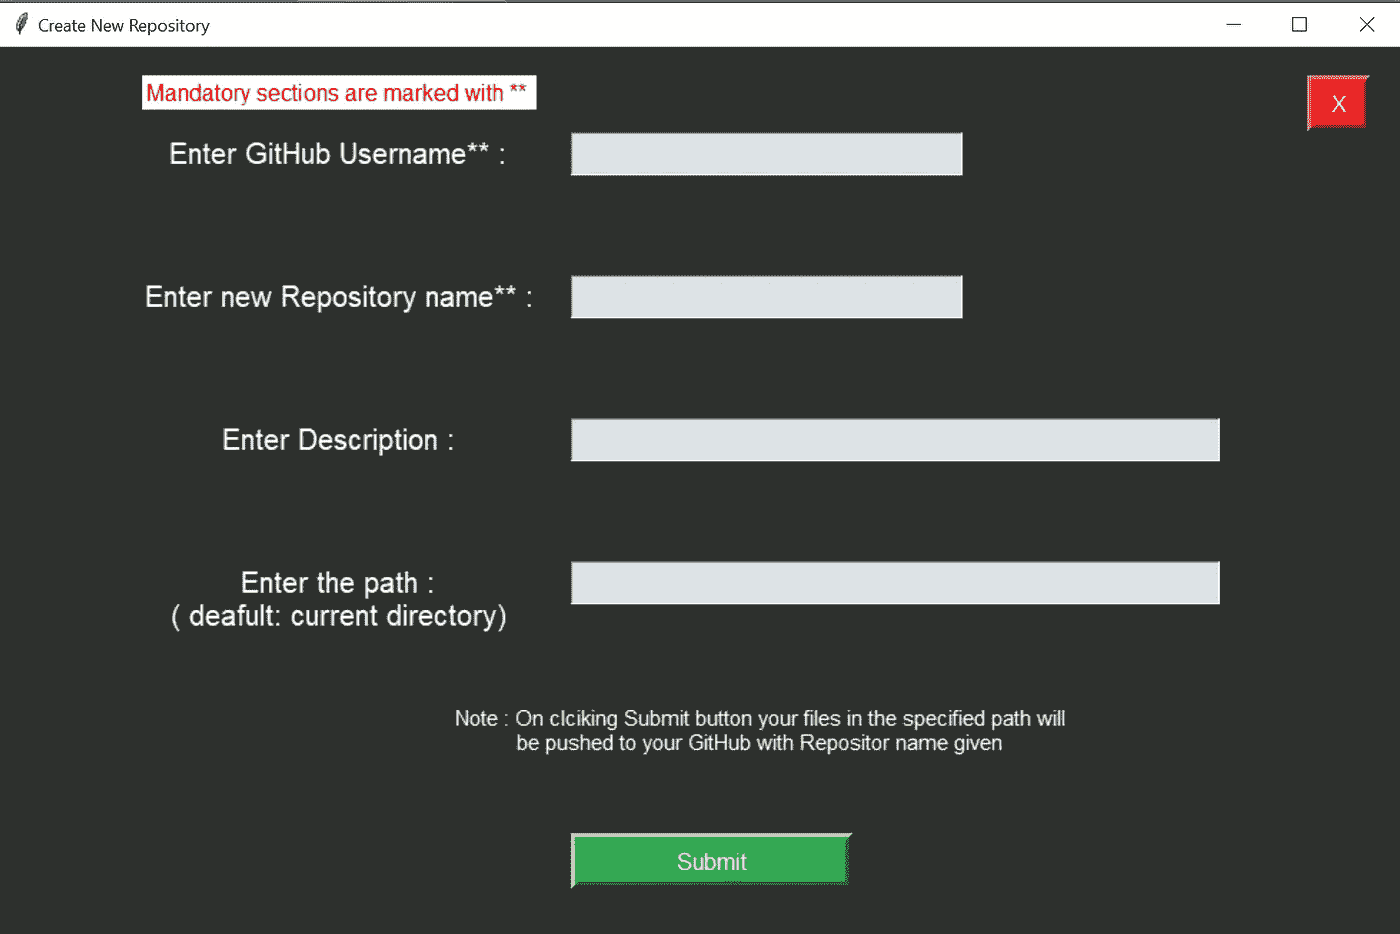 Create New Repository
Mandatory sections are marked with **
X
Enter GitHub Username** :
Enter new Repository name** :
Enter Description :
Enter the path :
( deafult: current directory)
Note : On clciking Submit button your files in the specified path will
be pushed to your GitHub with Repositor name given
Submit